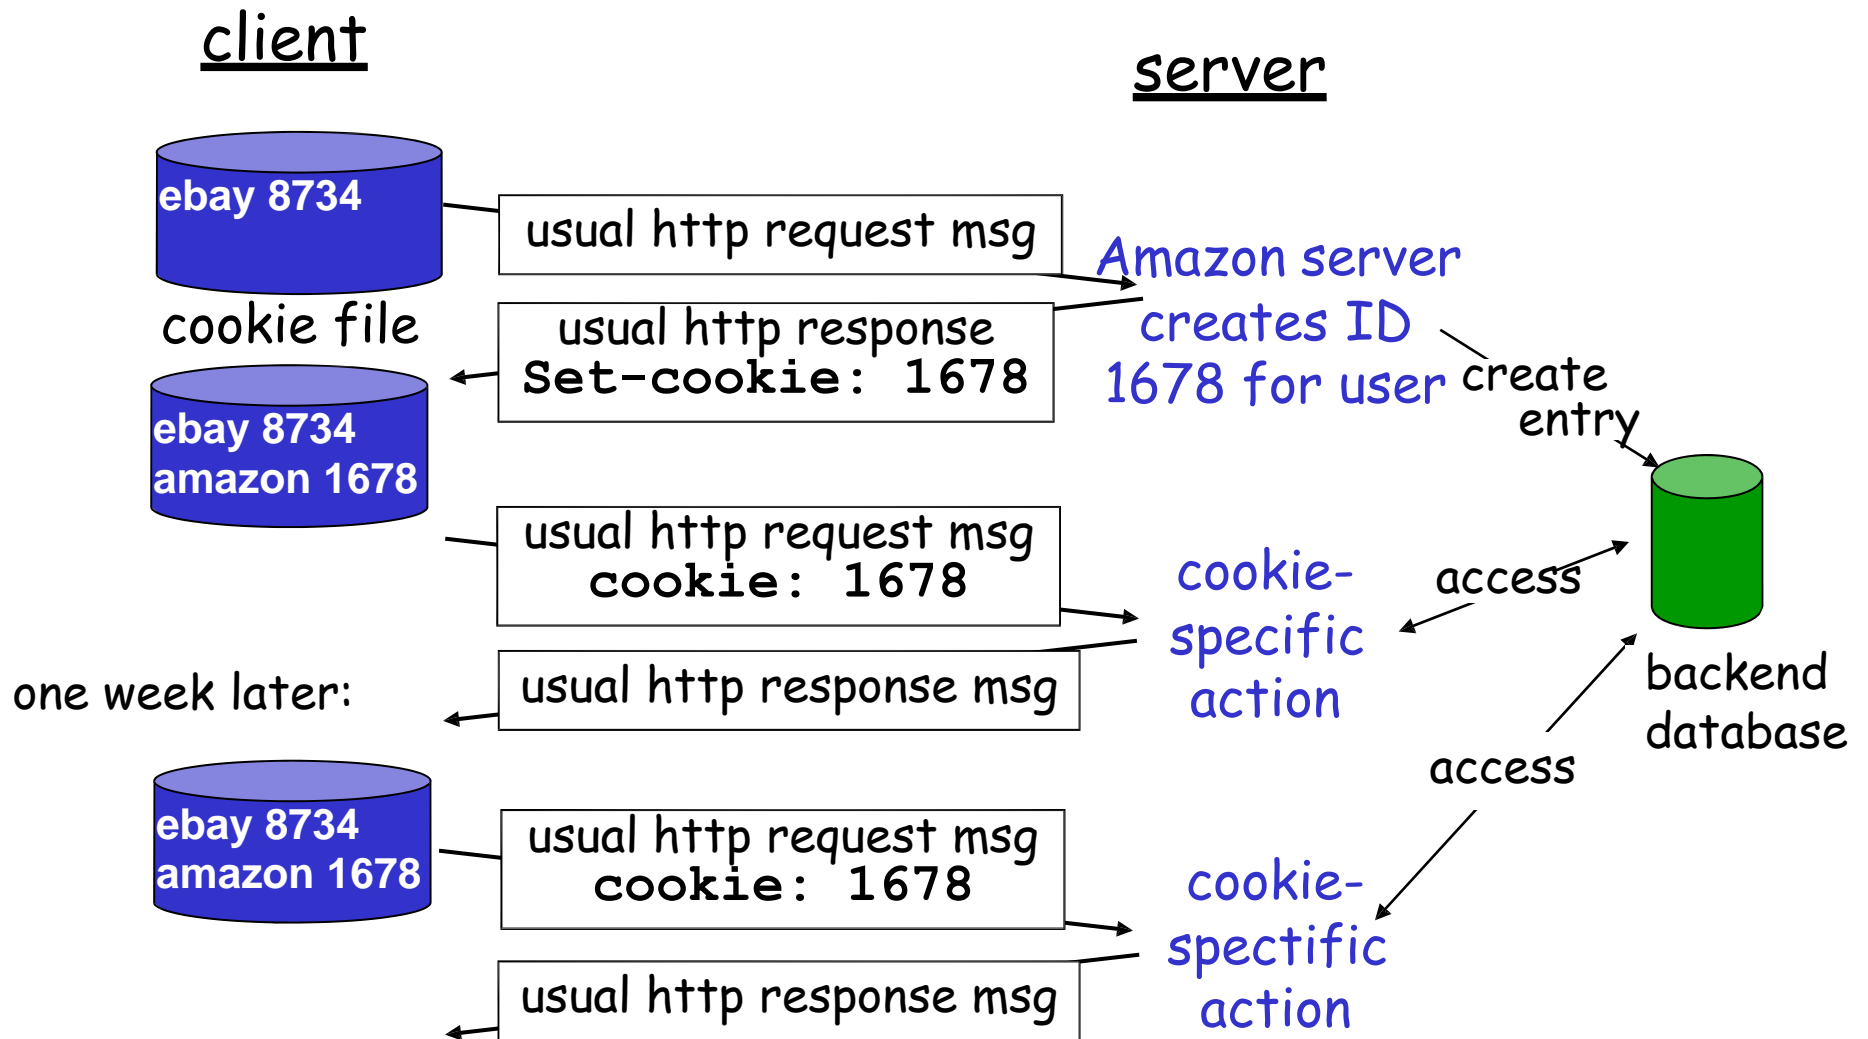 client
server
ebay 8734
usual http request msg
Amazon server
creates ID
1678 for user
cookie file
usual http response
Set-cookie: 1678
create
entry
ebay 8734
amazon 1678
usual http request msg
cookie: 1678
cookie-
specific
action
access
one week later:
usual http response msg
backend
database
access
ebay 8734
amazon 1678
usual http request msg
cookie: 1678
cookie-
spectific
action
usual http response msg